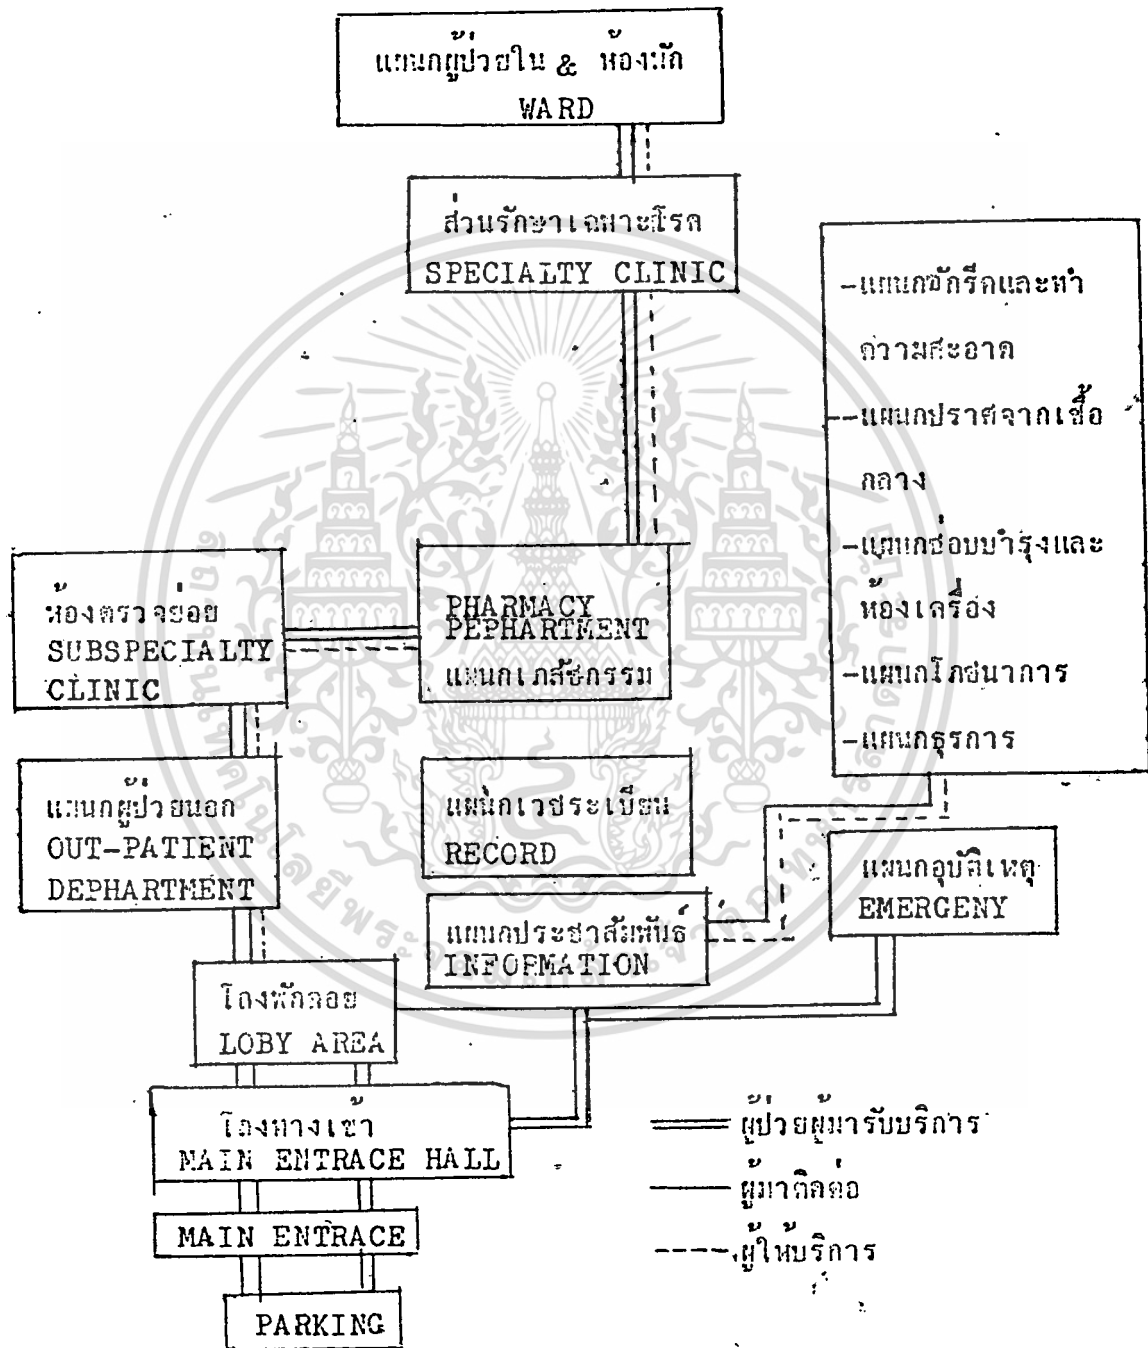 แผนกผู้ป่วยใน & ห้องพัก
WARD
ส่วนรักษาเฉพาะโรค
SPECIALTY CLINIC
-แผนกซักรีดและทำ
ความสะอาด
-แผนกปราศจากเชื้อ
กลาง
-แผนกซ่อมบำรุงและ
ห้องเครื่อง
-แผนกโภชนาการ
-แผนกธุรการ
ห้องตรวจย่อย
SUBSPECIALTY
CLINIC
PHARMACY
PEPHARTMENT
แผนกเภสัชกรรม
แผนกผู้ป่วยนอก
OUT-PATIENT
DEPHARTMENT
แผนกเวชระเบียน
RECORD
แผนกอุบัติเหตุ
EMERGENY
แผนกประชาสัมพันธ์
INFORMATION
โถงพักคอย
LOBY AREA
โถงทางเข้า
MAIN ENTRACE HALL
MAIN ENTRACE
PARKING
ผู้ป่วยผู้มารับบริการ
ผู้มาติดต่อ
ผู้ให้บริการ